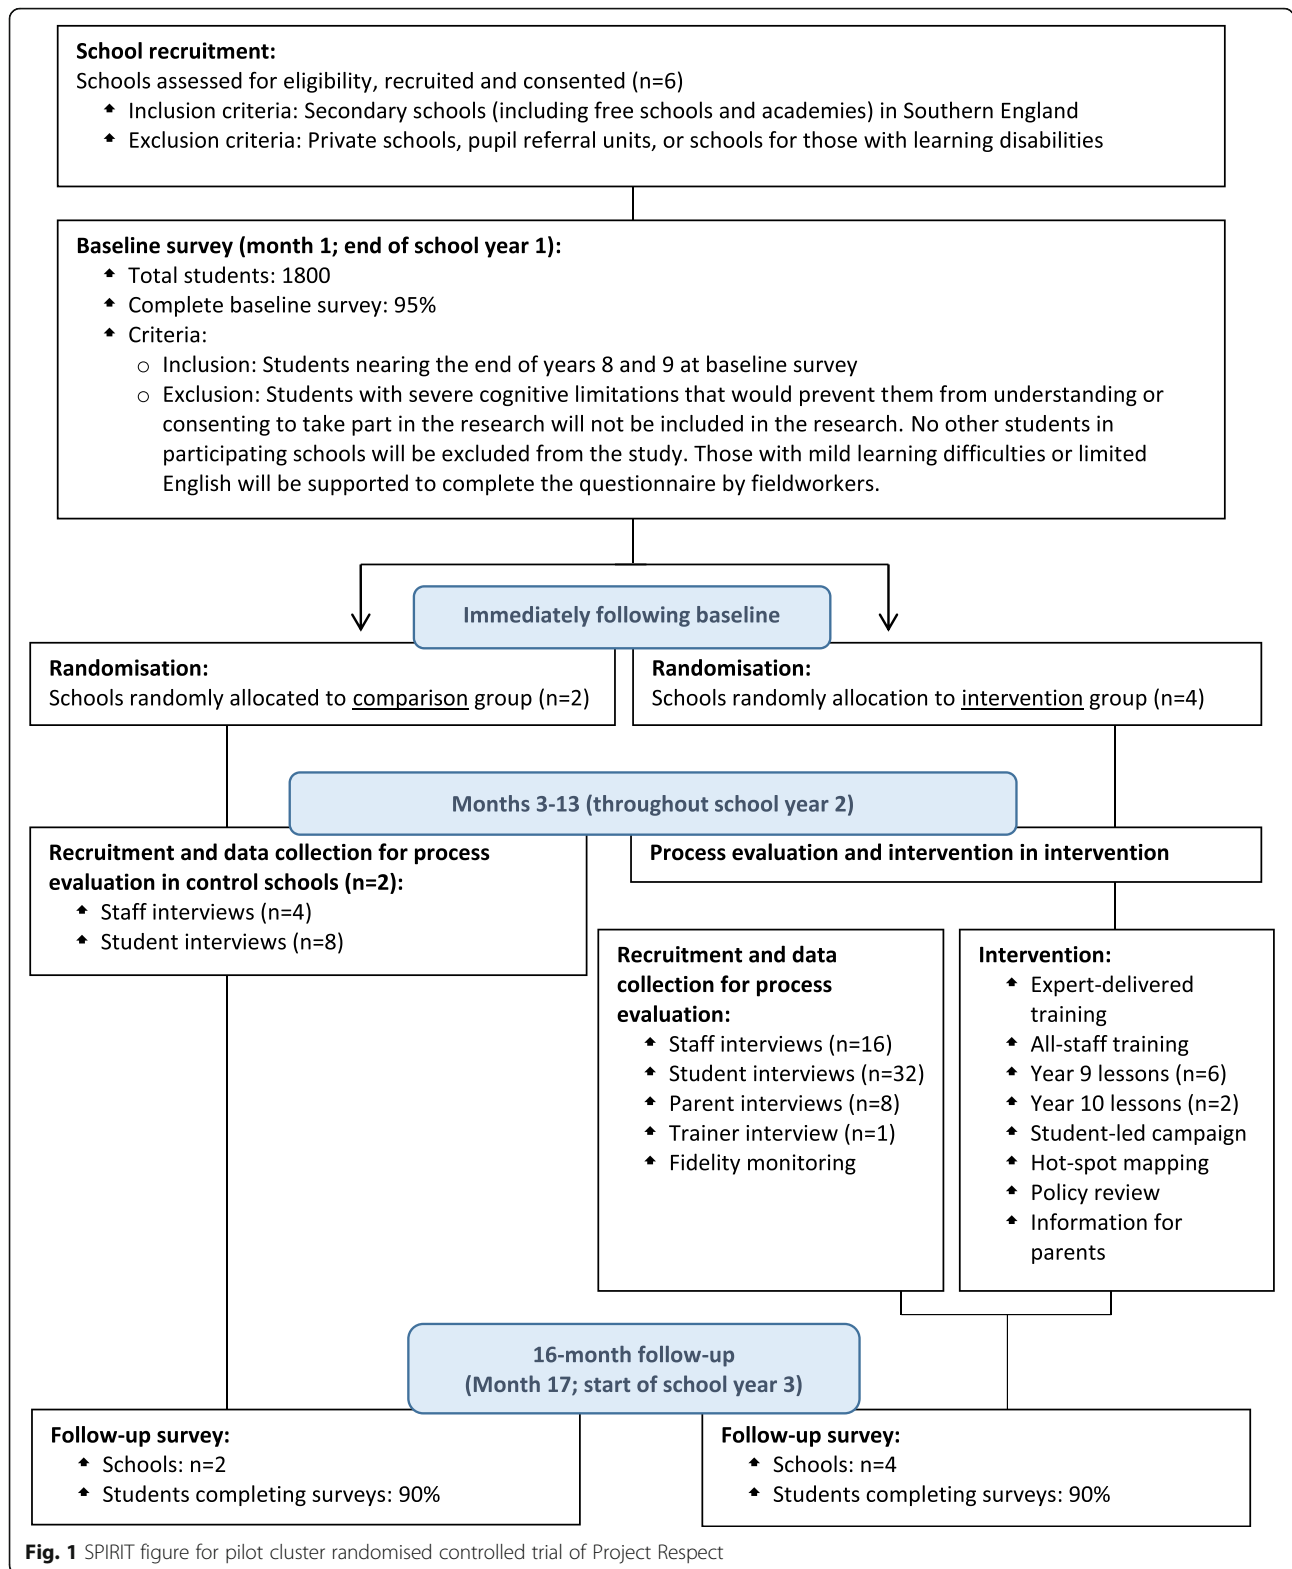 School recruitment:
Schools assessed for eligibility, recruited and consented (n=6)
Inclusion criteria: Secondary schools (including free schools and academies) in Southern England
Exclusion criteria: Private schools, pupil referral units, or schools for those with learning disabilities
Baseline survey (month 1; end of school year 1):
Total students: 1800
Complete baseline survey: 95%
Criteria:
Inclusion: Students nearing the end of years 8 and 9 at baseline survey
Exclusion: Students with severe cognitive limitations that would prevent them from understanding or
consenting to take part in the research will not be included in the research. No other students in
participating schools will be excluded from the study. Those with mild learning difficulties or limited
English will be supported to complete the questionnaire by fieldworkers.
Immediately following baseline
Randomisation:
Schools randomly allocated to comparison group (n=2)
Randomisation:
Schools randomly allocation to intervention group (n=4)
Months 3-13 (throughout school year 2)
Recruitment and data collection for process
evaluation in control schools (n=2):
Staff interviews (n=4)
Student interviews (n=8)
Process evaluation and intervention in intervention
Recruitment and data
collection for process
evaluation:
Staff interviews (n=16)
Student interviews (n=32)
Parent interviews (n=8)
Trainer interview (n=1)
Fidelity monitoring
Intervention:
Expert-delivered
training
All-staff training
Year 9 lessons (n=6)
Year 10 lessons (n=2)
Student-led campaign
Hot-spot mapping
Policy review
Information for
parents
16-month follow-up
(Month 17; start of school year 3)
Follow-up survey:
Schools: n=2
Students completing surveys: 90%
Follow-up survey:
Schools: n=4
Students completing surveys: 90%
Fig. 1 SPIRIT figure for pilot cluster randomised controlled trial of Project Respect